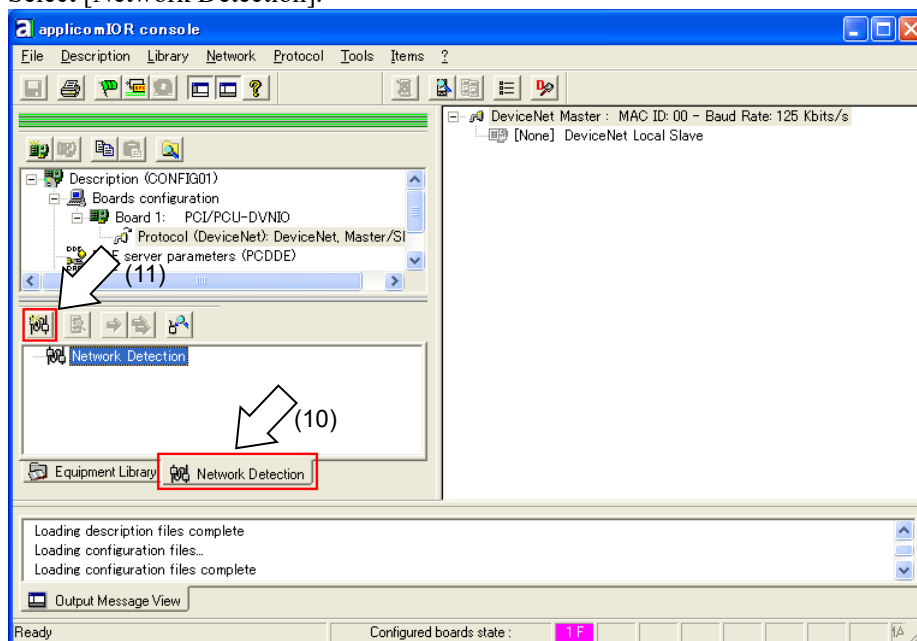 Select [Network Detection].
applicomIOR console
File Description Library Network Protocol Tools Items ?
DeviceNet Master : MAC ID: 00 - Baud Rate: 125 Kbits/s
[None] DeviceNet Local Slave
Description (CONFIG01)
Boards configuration
Board 1: PCI/PCU-DVNIO
Protocol (DeviceNet): DeviceNet, Master/Sl
server parameters (PCDDE)
(11)
Network Detection
(10)
Equipment Library Network Detection
Loading description files complete
Loading configuration files...
Loading configuration files complete
Output Message View
Ready Configured boards state : 1 F